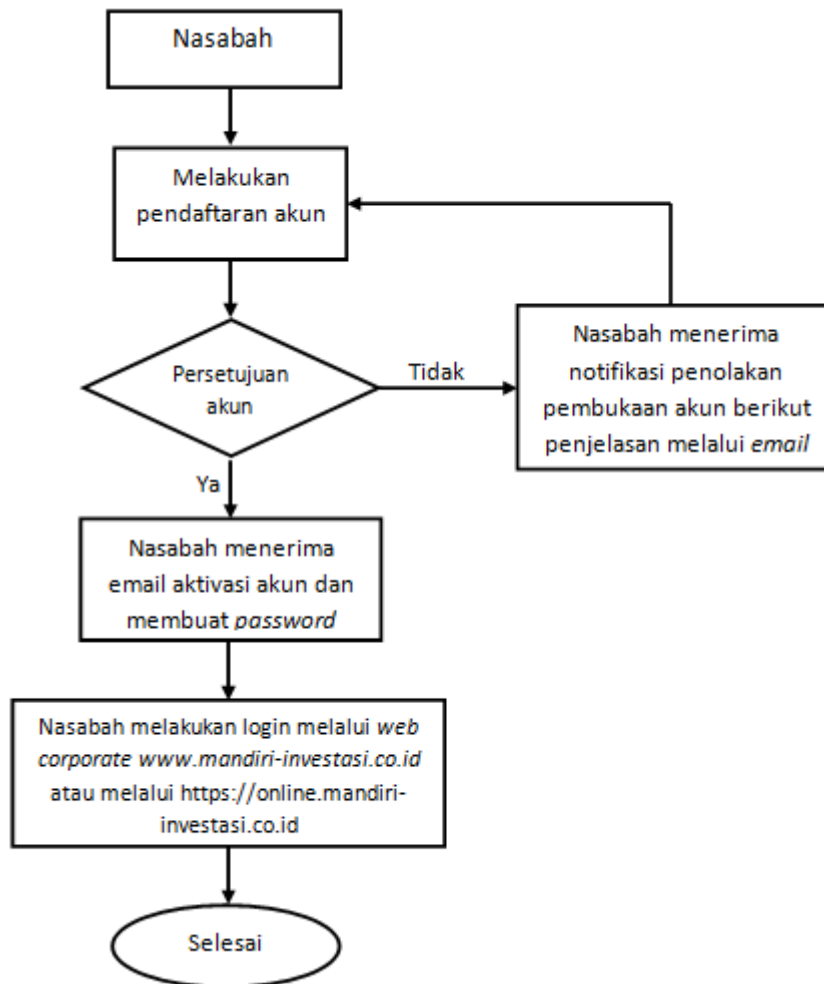 Nasabah
Melakukan
pendaftaran akun
Persetujuan
akun
Tidak
Nasabah menerima
notifikasi penolakan
pembukaan akun berikut
penjelasan melalui email
Ya
Nasabah menerima
email aktivasi akun dan
membuat password
Nasabah melakukan login melalui web
corporate www.mandiri-investasi.co.id
atau melalui https://online.mandiri-
investasi.co.id
Selesai